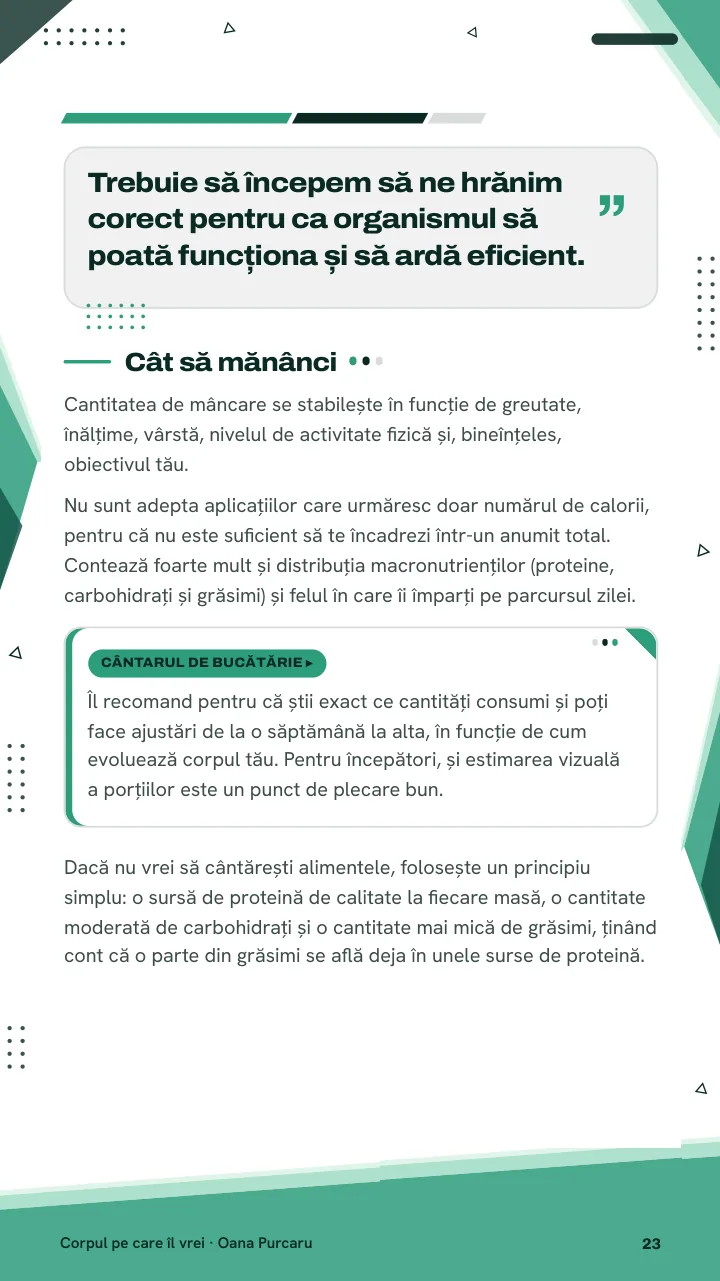 Trebuie să începem să ne hrănim
corect pentru ca organismul să
poată funcționa și să ardă eficient.
”
Cât să mănânci
Cantitatea de mâncare se stabilește în funcție de greutate,
înălțime, vârstă, nivelul de activitate fizică și, bineînțeles,
obiectivul tău.
Nu sunt adepta aplicațiilor care urmăresc doar numărul de calorii,
pentru că nu este suficient să te încadrezi într-un anumit total.
Contează foarte mult și distribuția macronutrienților (proteine,
carbohidrați și grăsimi) și felul în care îi împarți pe parcursul zilei.
CÂNTARUL DE BUCĂTĂRIE ▸
Îl recomand pentru că știi exact ce cantități consumi și poți
face ajustări de la o săptămână la alta, în funcție de cum
evoluează corpul tău. Pentru începători, și estimarea vizuală
a porțiilor este un punct de plecare bun.
Dacă nu vrei să cântărești alimentele, folosește un principiu
simplu: o sursă de proteină de calitate la fiecare masă, o cantitate
moderată de carbohidrați și o cantitate mai mică de grăsimi, ținând
cont că o parte din grăsimi se află deja în unele surse de proteină.
Corpul pe care îl vrei · Oana Purcaru
23